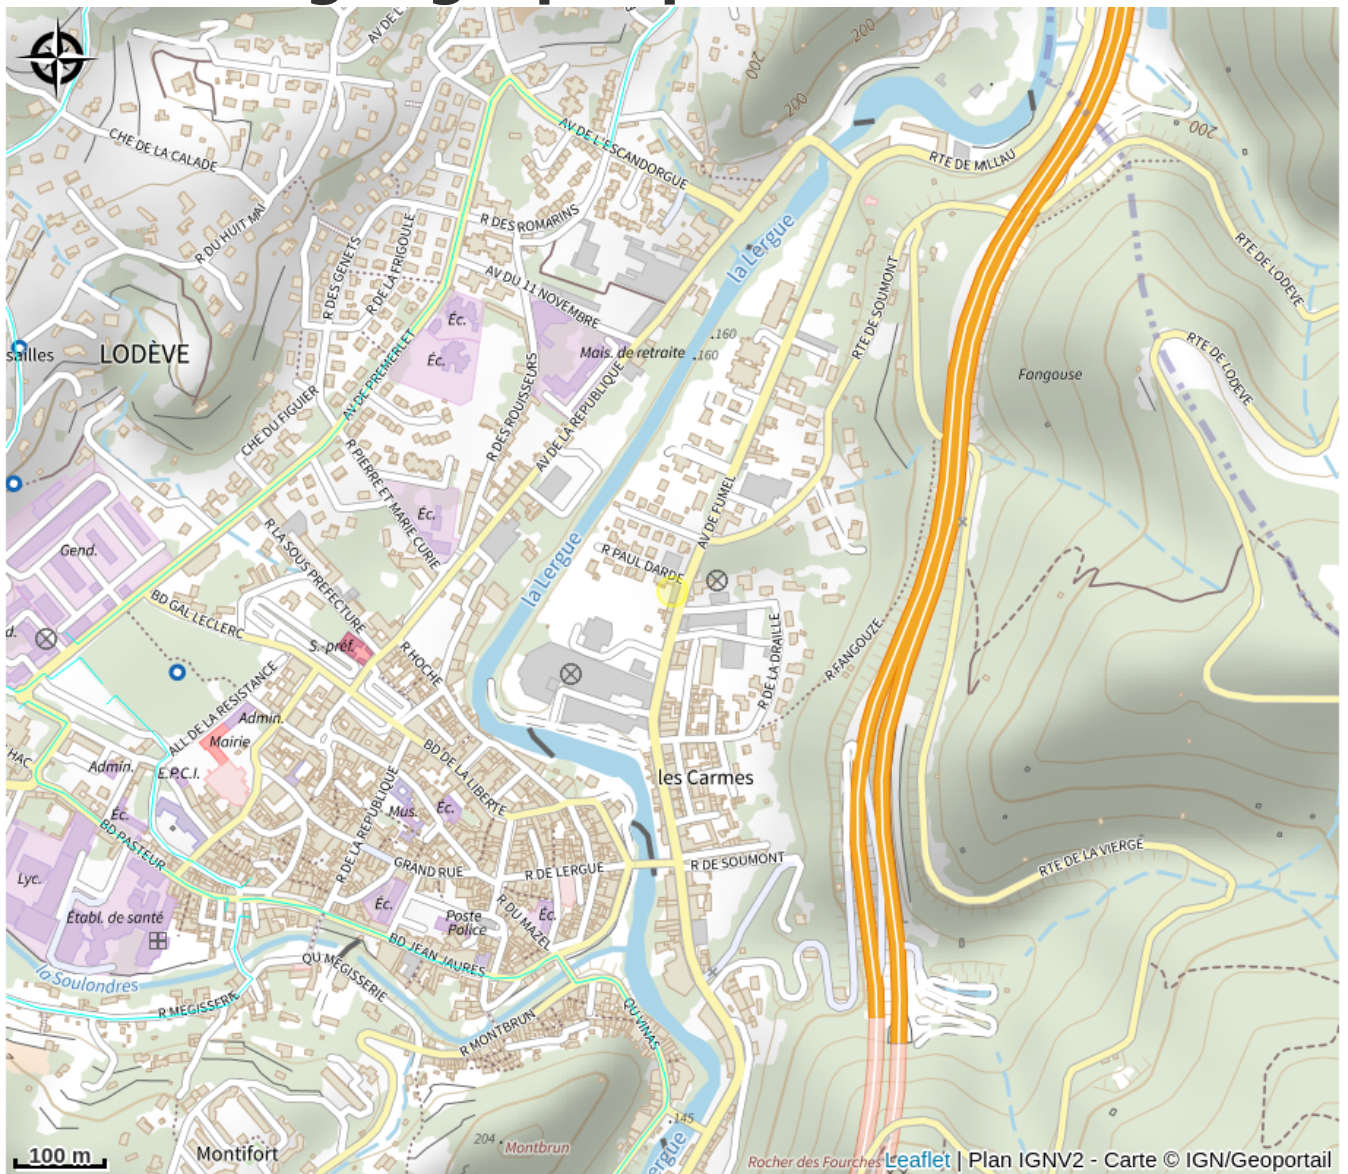 AV DE L'ESCANDORGUE
CHE DE LA CALADE
200
200
200
200
RTE DE MILLAU
R DU HUIT MAI
R DES ROMARINS
R DE LA FRIGOULE
R DES GENETS
la Lergue
RTE DE LODEVE
AV DU 11 NOVEMBRE
RTE DE SOUMONT
Éc.
Éc.
sailles
LODÈVE
Mais. de retraite
160
160
AV DE PREMERLET
RTE DE LODEVE
Fangouse
CHE DU FIGUIER
R DES ROUISSEURS
AV DE LA REPUBLIQUE
R PIERRE ET MARIE CURIE
Éc.
AV DE FUMEL
Gend.
R LA SOUS PREFECTURE
la Lergue
R PAUL DARDE
BD GAL LECLERC
d.
S.-préf.
R HOCHE
R DE LA DRAILLE
R FANGOUZE
ALL DE LA RESISTANCE
Admin.
Mairie
HAC
Admin.
E.P.C.I.
BD DE LA LIBERTE
les Carmes
Éc.
Mus.
Éc.
BD PASTEUR
R DE LA REPUBLIQUE
GRAND RUE
R DE LERGUE
R DE SOUMONT
RTE DE LA VIERGE
Lyc.
Éc.
Établ. de santé
Poste
Police
R DU MAZEL
Éc.
BD JEAN JAURES
la Soulondres
QU MEGISSERIE
R MEGISSERIE
R MONTBRUN
QU VINAS
145
204
Montbrun
Montifort
100 m
ergue
Rocher des Fourches
Leaflet | Plan IGNV2 - Carte © IGN/Geoportail